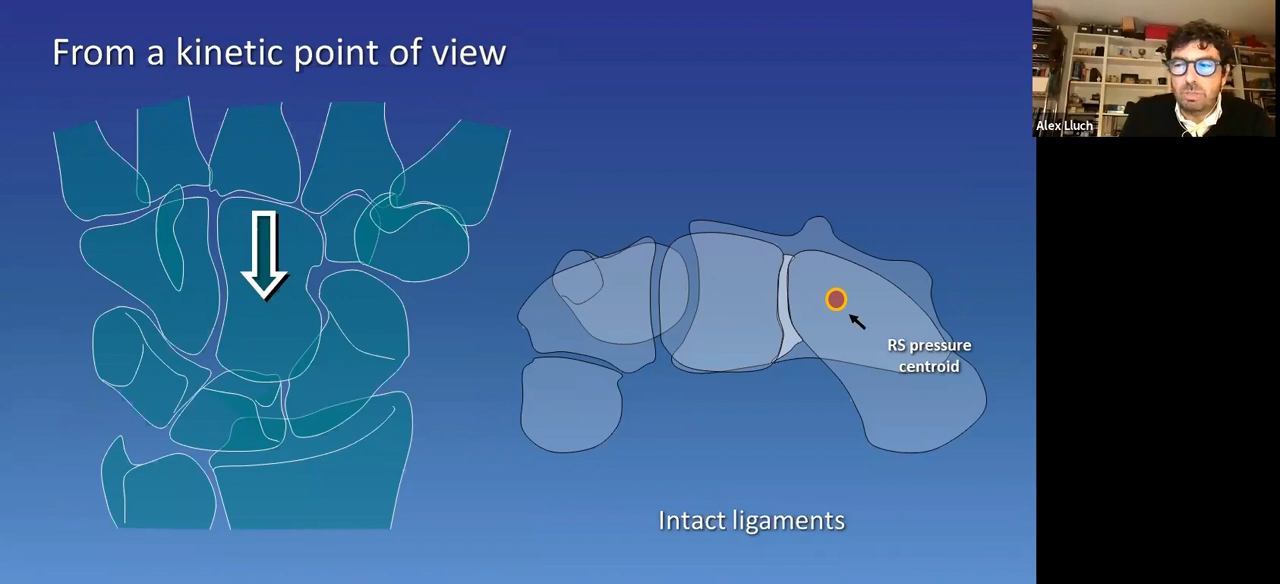 From a kinetic point of view
Alex Lluch
RS pressure
centroid
Intact ligaments